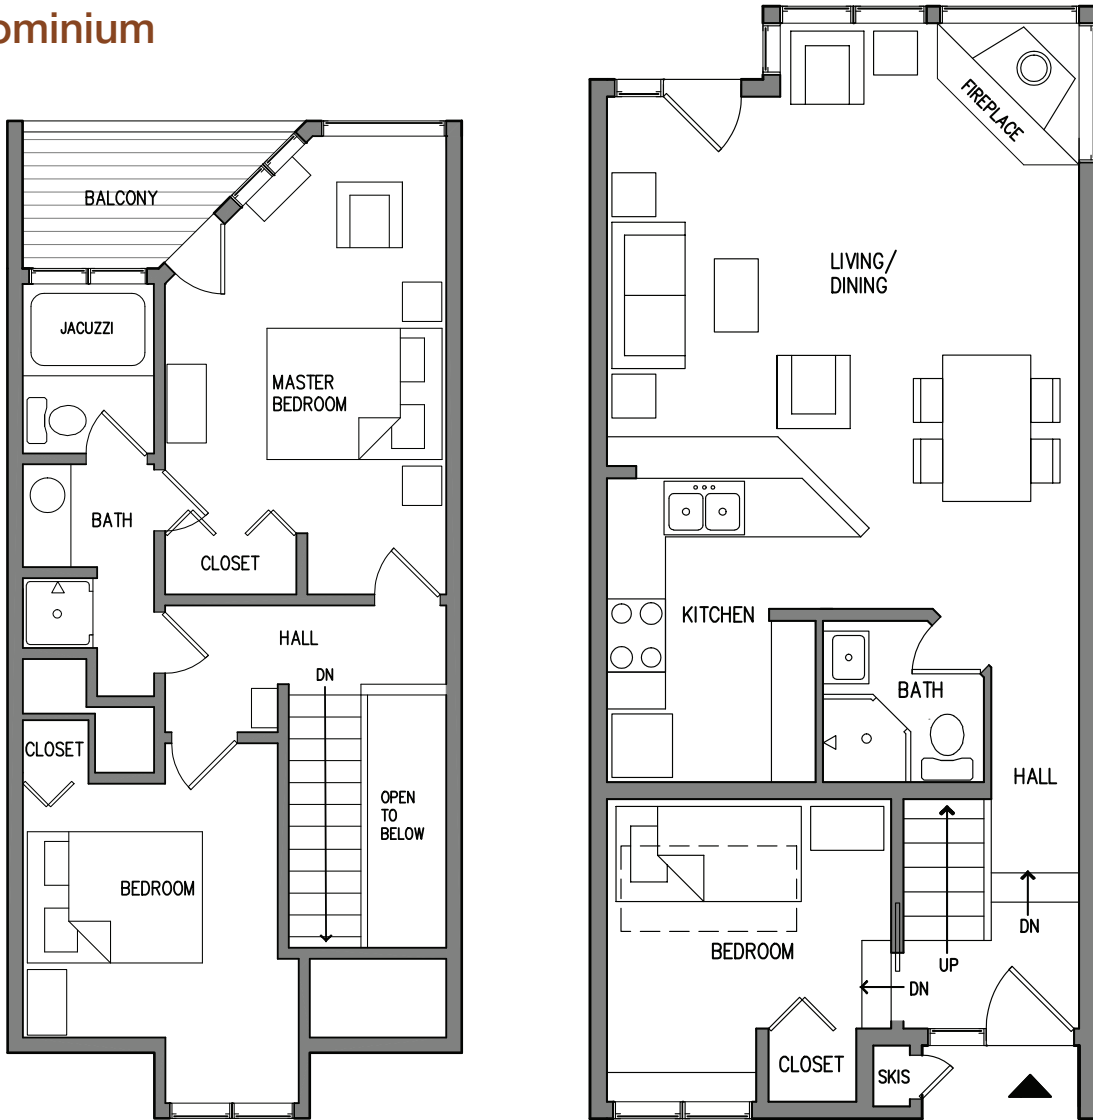 ominium
BALCONY
JACUZZI
MASTER
BEDROOM
BATH
CLOSET
HALL
DN
CLOSET
OPEN
TO
BELOW
BEDROOM
FIREPLACE
LIVING/
DINING
KITCHEN
BATH
HALL
BEDROOM
DN
UP
DN
CLOSET
SKIS